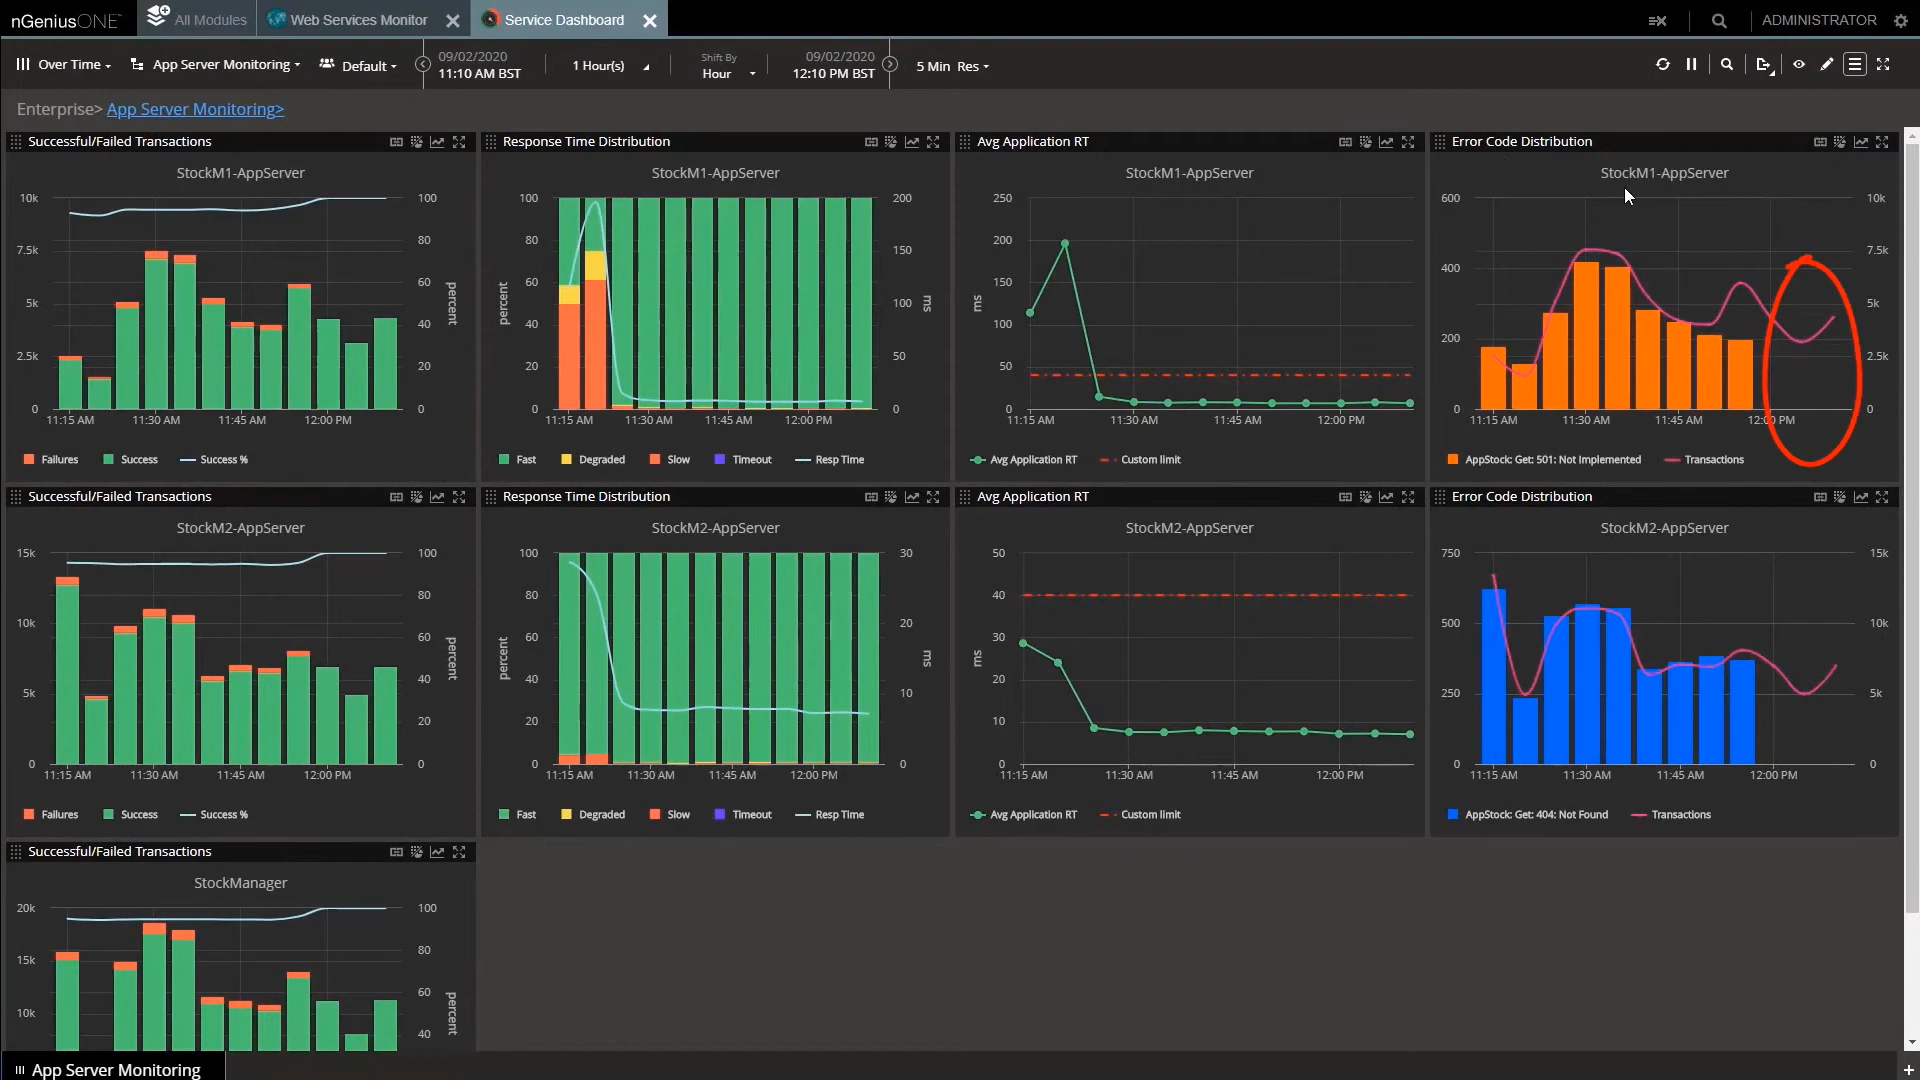 nGeniusONE™ All Modules Web Services Monitor Service Dashboard ADMINISTRATOR
Over Time App Server Monitoring Default 09/02/2020 11:10 AM BST 1 Hour(s) Shift By Hour 09/02/2020 12:10 PM BST 5 Min Res
Enterprise> App Server Monitoring>
Successful/Failed Transactions
StockM1-AppServer
10k 7.5k 5k 2.5k 0
100 80 60 40 20 0
percent
11:15 AM 11:30 AM 11:45 AM 12:00 PM
Failures Success Success %
Response Time Distribution
StockM1-AppServer
100 80 60 40 20 0
percent
200 150 100 50 0
ms
11:15 AM 11:30 AM 11:45 AM 12:00 PM
Fast Degraded Slow Timeout Resp Time
Avg Application RT
StockM1-AppServer
250 200 150 100 50 0
ms
11:15 AM 11:30 AM 11:45 AM 12:00 PM
Avg Application RT Custom limit
Error Code Distribution
StockM1-AppServer
600 400 200 0
10k 7.5k 5k 2.5k 0
11:15 AM 11:30 AM 11:45 AM 12:00 PM
AppStock: Get: 501: Not Implemented Transactions
Successful/Failed Transactions
StockM2-AppServer
15k 10k 5k 0
100 80 60 40 20 0
percent
11:15 AM 11:30 AM 11:45 AM 12:00 PM
Failures Success Success %
Response Time Distribution
StockM2-AppServer
100 80 60 40 20 0
percent
30 20 10 0
ms
11:15 AM 11:30 AM 11:45 AM 12:00 PM
Fast Degraded Slow Timeout Resp Time
Avg Application RT
StockM2-AppServer
50 40 30 20 10 0
ms
11:15 AM 11:30 AM 11:45 AM 12:00 PM
Avg Application RT Custom limit
Error Code Distribution
StockM2-AppServer
750 500 250 0
15k 10k 5k 0
11:15 AM 11:30 AM 11:45 AM 12:00 PM
AppStock: Get: 404: Not Found Transactions
Successful/Failed Transactions
StockManager
20k 15k 10k
100 80 60 40
percent
App Server Monitoring